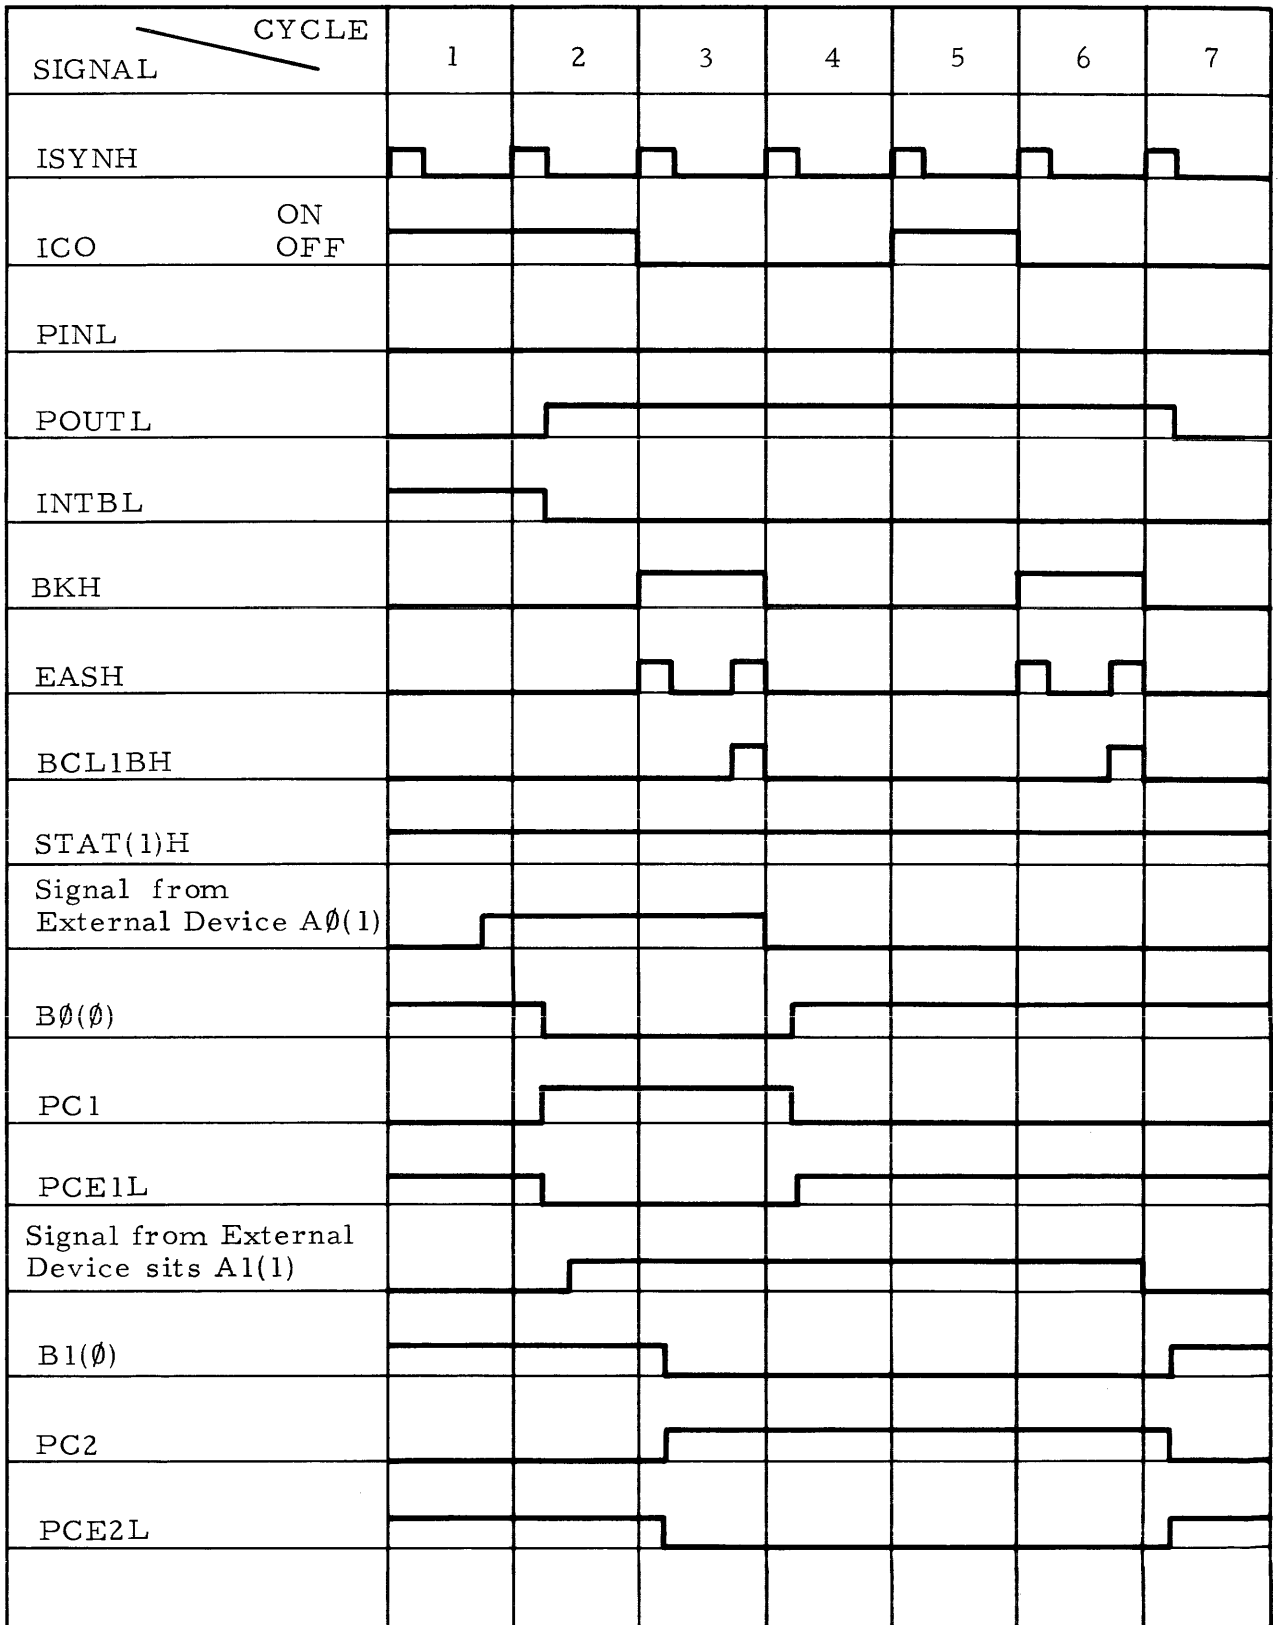 CYCLE
SIGNAL
1 2 3 4 5 6 7
ISYNH
ON
ICO OFF
PINL
POUTL
INTBL
BKH
EASH
BCL1BH
STAT(1)H
Signal from
External Device AØ(1)
BØ(Ø)
PC1
PCE1L
Signal from External
Device sits A1(1)
B1(Ø)
PC2
PCE2L